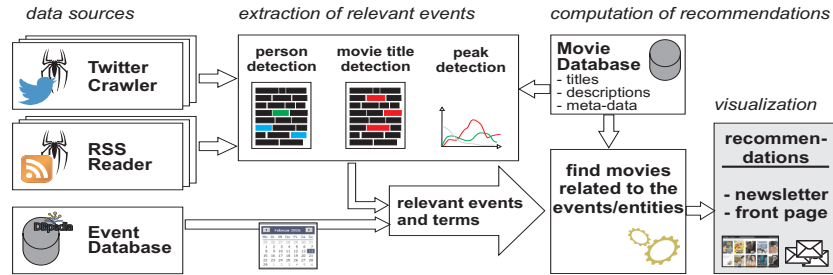 data sources
extraction of relevant events
computation of recommendations
Twitter
Crawler
person
detection
movie title
detection
peak
detection
Movie
Database
- titles
- descriptions
- meta-data
visualization
RSS
Reader
recommen-
dations
- newsletter
- front page
find movies
related to the
events/entities
relevant events
and terms
DBpedia
Event
Database
Februar 2016